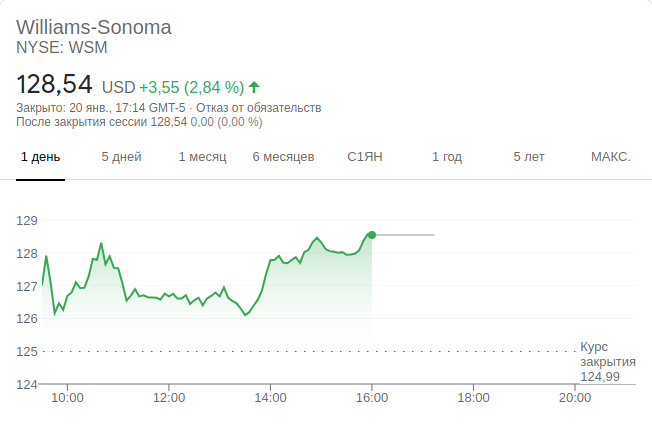 Williams-Sonoma
NYSE: WSM
128,54 USD +3,55 (2,84 %)
Закрыто: 20 янв., 17:14 GMT-5 · Отказ от обязательств
После закрытия сессии 128,54 0,00 (0,00 %)
1 день 5 дней 1 месяц 6 месяцев С1ЯН 1 год 5 лет МАКС.
129
128
127
126
125
Курс
закрытия
124,99
124
10:00 12:00 14:00 16:00 18:00 20:00